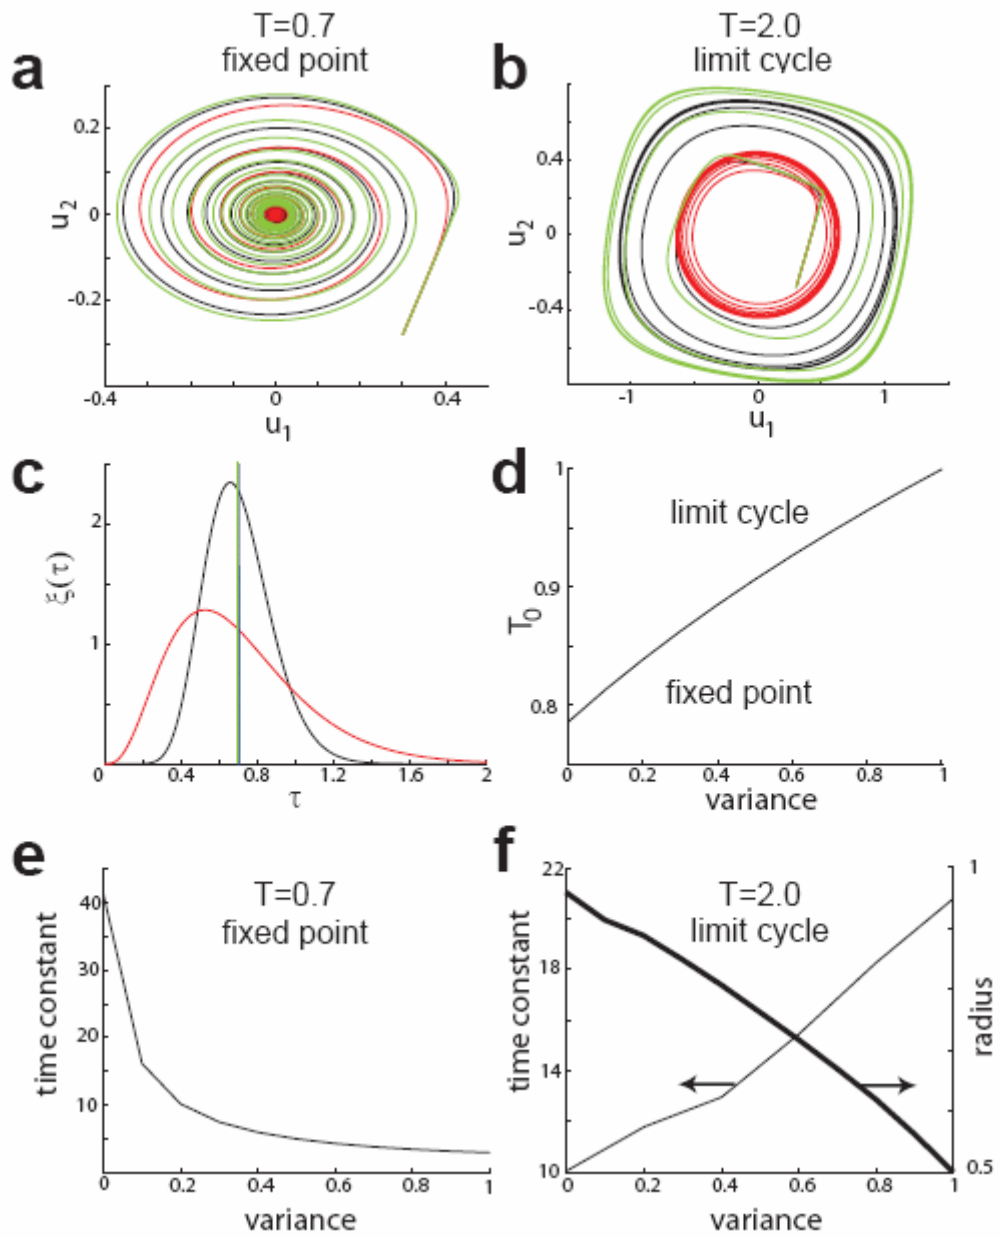 a
T=0.7
fixed point
0.2
0
-0.2
u2
-0.4
0
0.4
u1
b
T=2.0
limit cycle
0.4
0
-0.4
u2
-1
0
1
u1
c
2
1
ξ(τ)
0
0.4
0.8
1.2
1.6
2
τ
d
1
0.9
0.8
T0
limit cycle
fixed point
0
0.2
0.4
0.6
0.8
1
variance
e
T=0.7
fixed point
40
30
20
10
time constant
0
0.2
0.4
0.6
0.8
1
variance
f
T=2.0
limit cycle
22
18
14
10
time constant
1
0.5
radius
0
0.2
0.4
0.6
0.8
1
variance